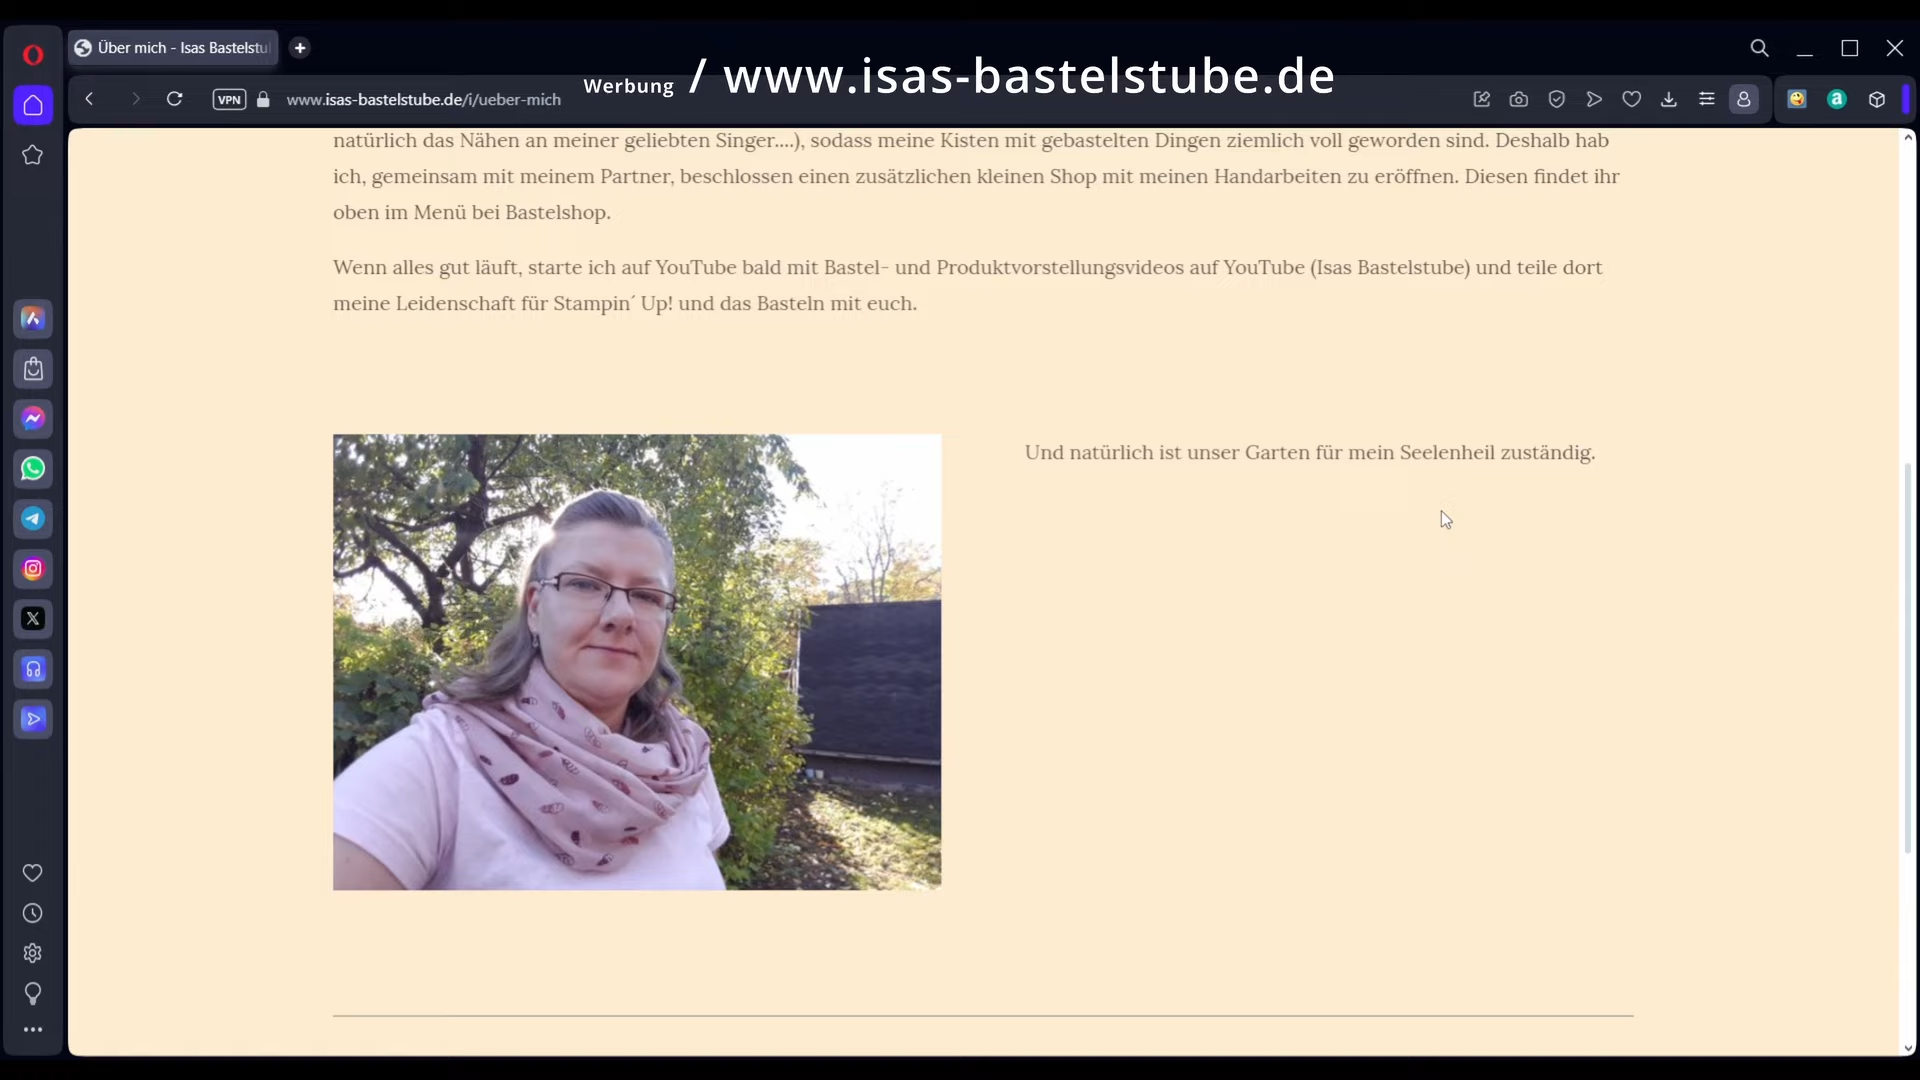 Über mich - Isas Bastelstu
Werbung / www.isas-bastelstube.de
VPN
www.isas-bastelstube.de/i/ueber-mich
natürlich das Nähen an meiner geliebten Singer....), sodass meine Kisten mit gebastelten Dingen ziemlich voll geworden sind. Deshalb hab
ich, gemeinsam mit meinem Partner, beschlossen einen zusätzlichen kleinen Shop mit meinen Handarbeiten zu eröffnen. Diesen findet ihr
oben im Menü bei Bastelshop.
Wenn alles gut läuft, starte ich auf YouTube bald mit Bastel- und Produktvorstellungsvideos auf YouTube (Isas Bastelstube) und teile dort
meine Leidenschaft für Stampin´ Up! und das Basteln mit euch.
Und natürlich ist unser Garten für mein Seelenheil zuständig.